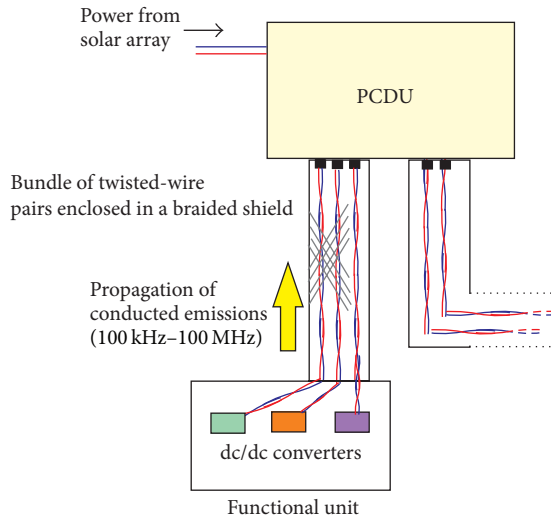 Power from
solar array
PCDU
Bundle of twisted-wire
pairs enclosed in a braided shield
Propagation of
conducted emissions
(100 kHz–100 MHz)
dc/dc converters
Functional unit